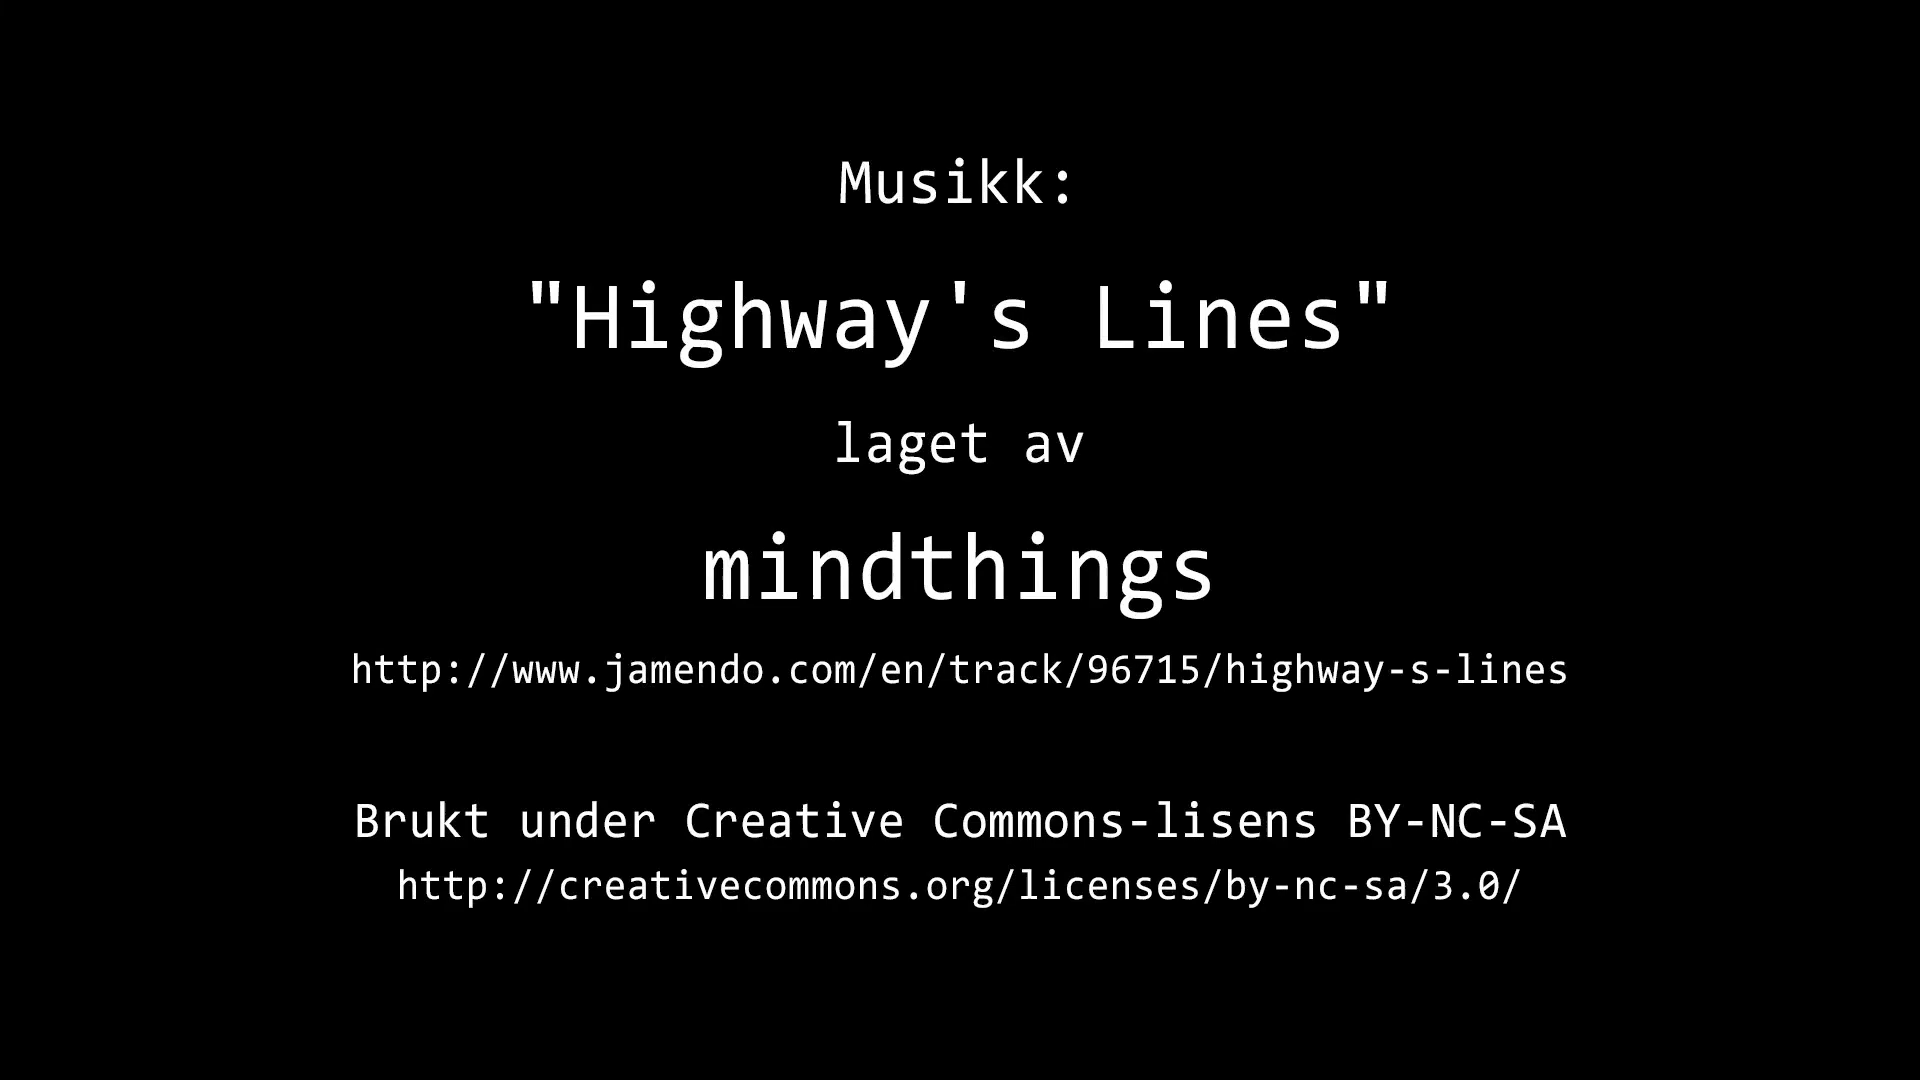 Musikk:
"Highway's Lines"
laget av
mindthings
http://www.jamendo.com/en/track/96715/highway-s-lines
Brukt under Creative Commons-lisens BY-NC-SA
http://creativecommons.org/licenses/by-nc-sa/3.0/